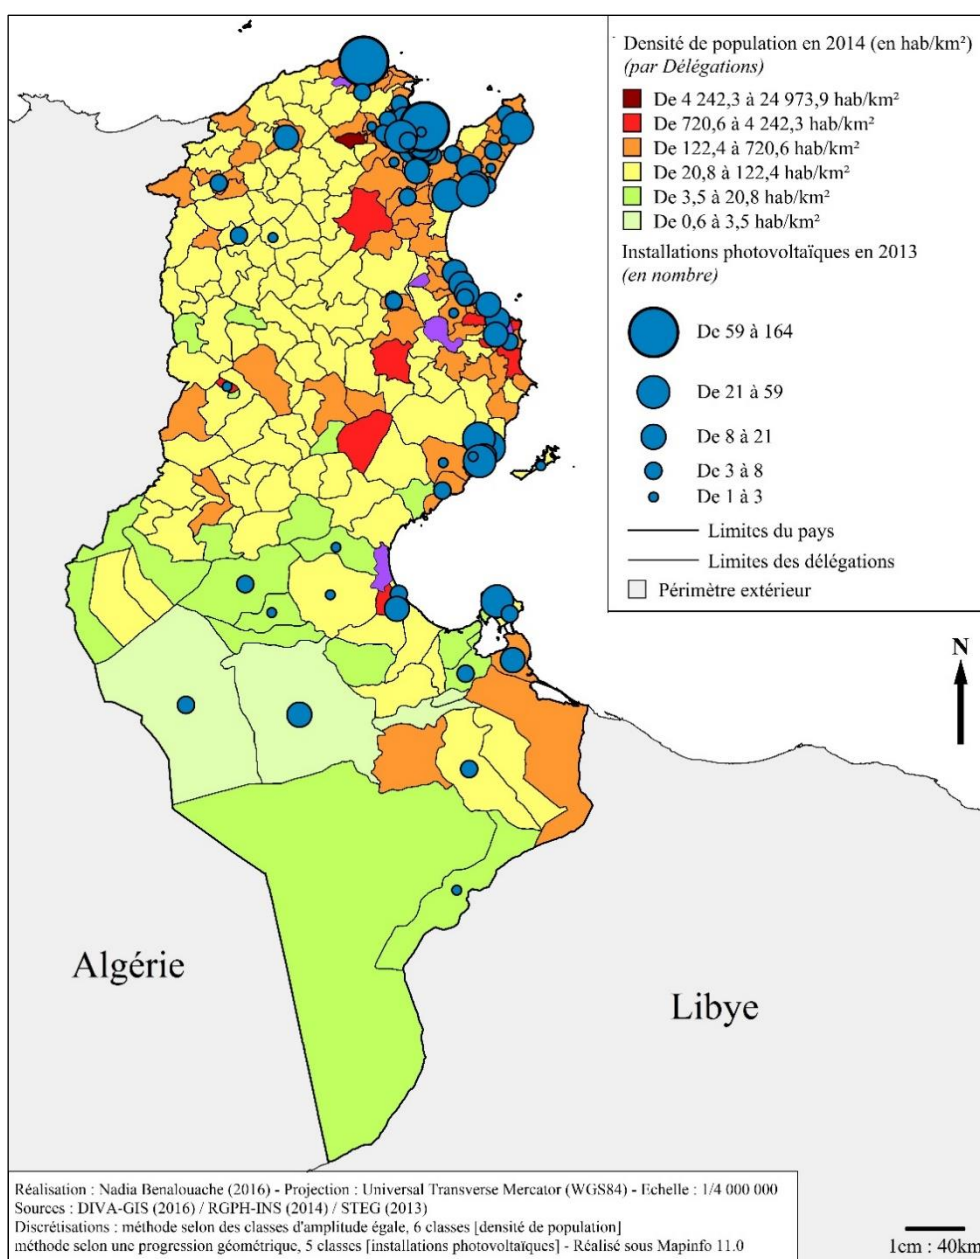 Densité de population en 2014 (en hab/km²)
(par Délégations)
De 4 242,3 à 24 973,9 hab/km²
De 720,6 à 4 242,3 hab/km²
De 122,4 à 720,6 hab/km²
De 20,8 à 122,4 hab/km²
De 3,5 à 20,8 hab/km²
De 0,6 à 3,5 hab/km²
Installations photovoltaïques en 2013
(en nombre)
De 59 à 164
De 21 à 59
De 8 à 21
De 3 à 8
De 1 à 3
Limites du pays
Limites des délégations
Périmètre extérieur
N
Algérie
Libye
Réalisation : Nadia Benalouache (2016) - Projection : Universal Transverse Mercator (WGS84) - Echelle : 1/4 000 000
Sources : DIVA-GIS (2016) / RGPH-INS (2014) / STEG (2013)
Discrétisations : méthode selon des classes d'amplitude égale, 6 classes [densité de population]
méthode selon une progression géométrique, 5 classes [installations photovoltaïques] - Réalisé sous Mapinfo 11.0
1cm : 40km